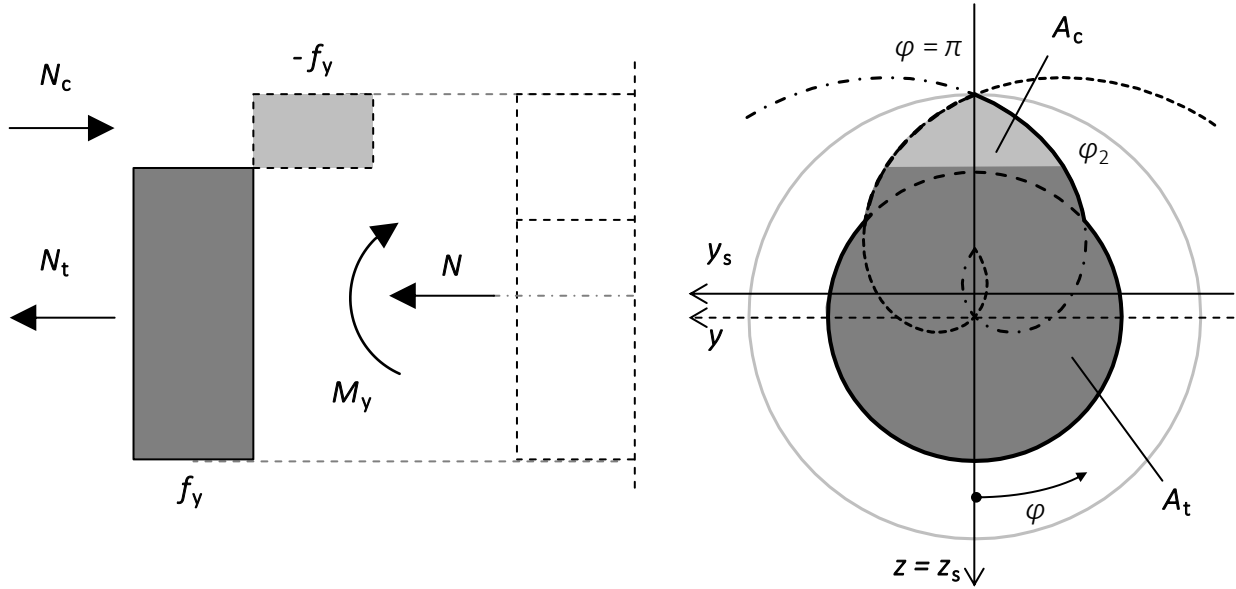 N_c
- f_y
N_t
N
M_y
f_y
φ = π
A_c
φ_2
y_s
y
A_t
φ
z = z_s